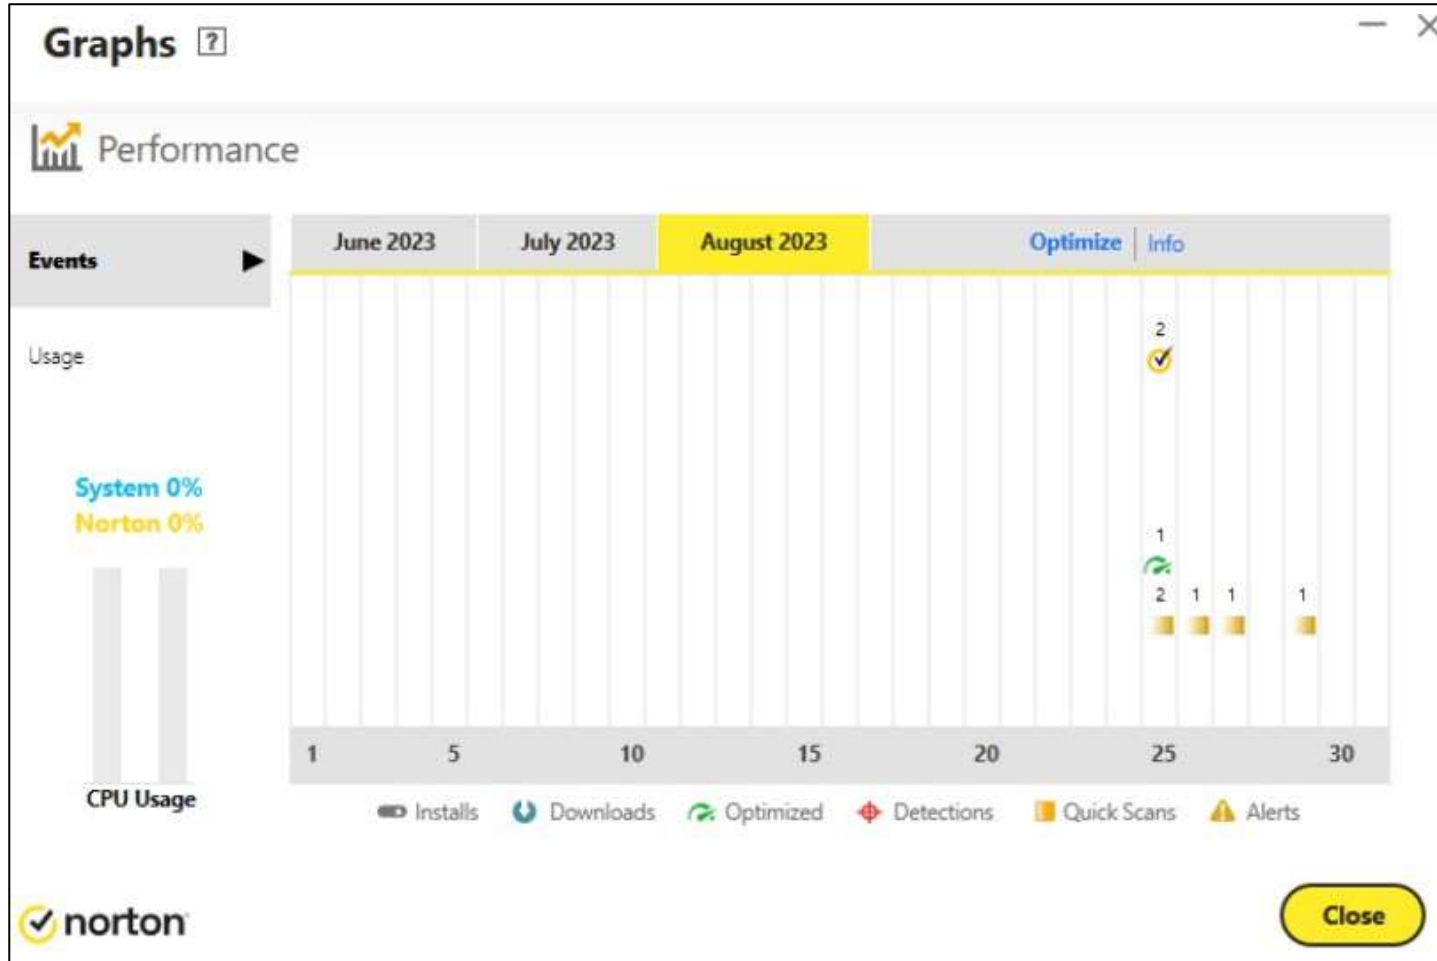 Graphs ?
Performance
Events
Usage
System 0%
Norton 0%
CPU Usage
June 2023 July 2023 August 2023 Optimize Info
2
1
2 1 1 1
1 5 10 15 20 25 30
Installs Downloads Optimized Detections Quick Scans Alerts
norton
Close